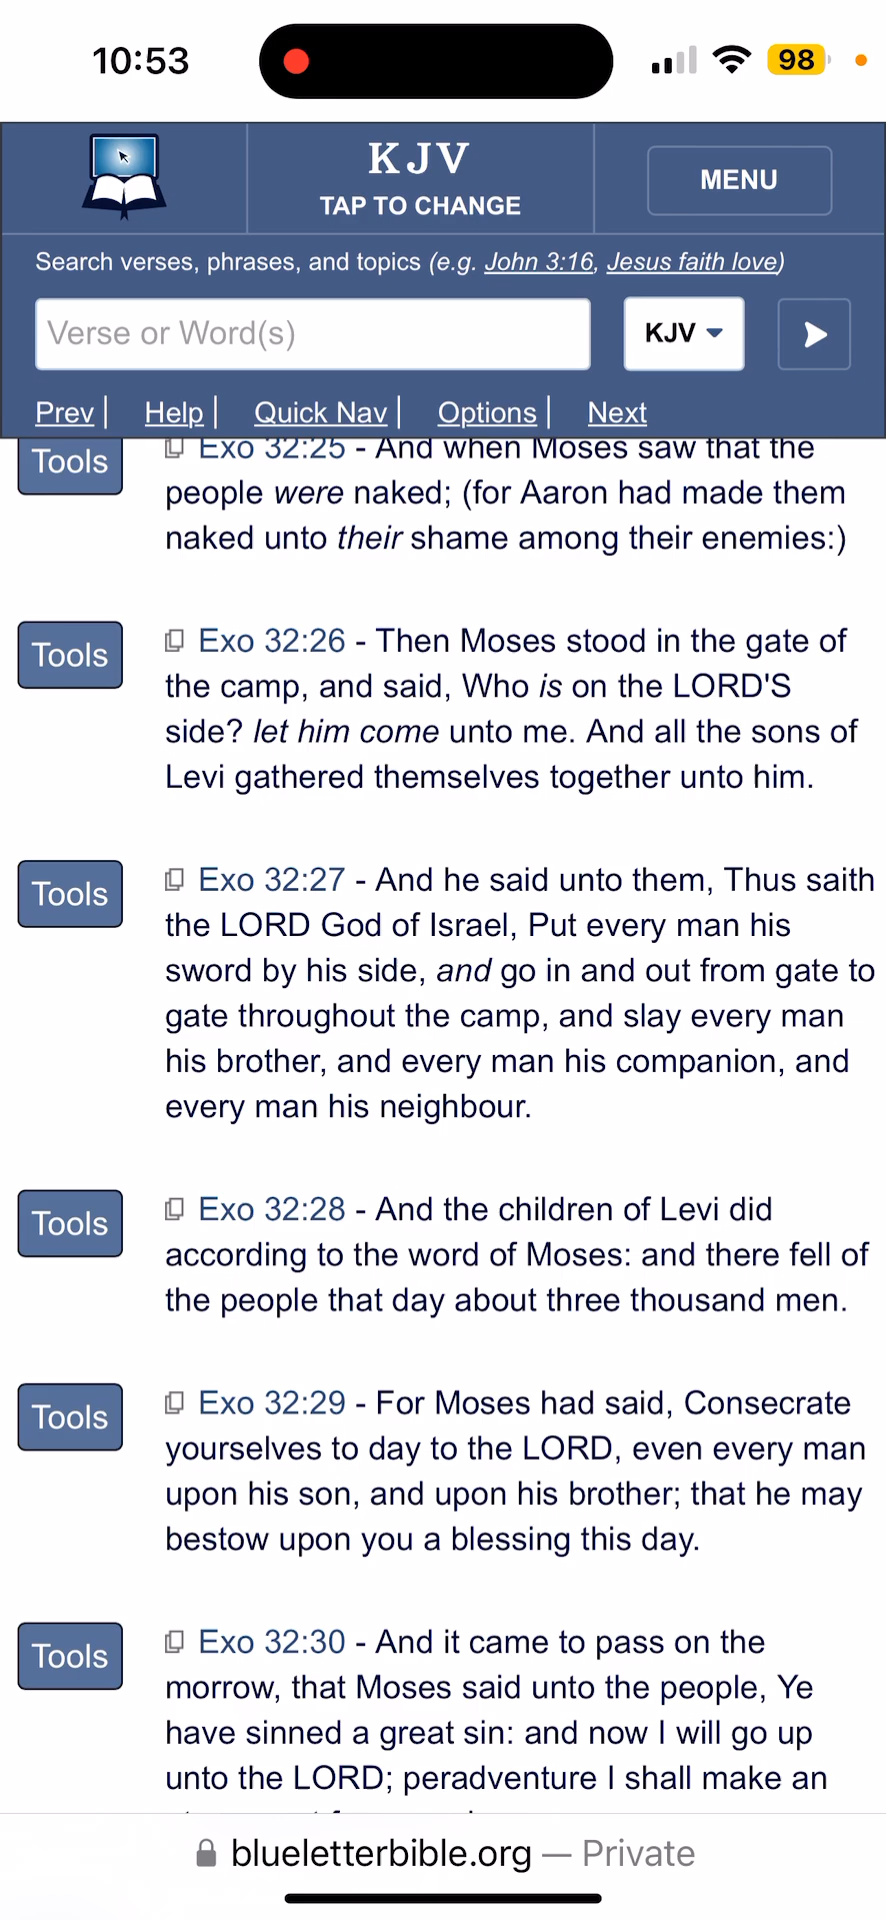 10:53
98
KJV
TAP TO CHANGE
MENU
Search verses, phrases, and topics (e.g. John 3:16, Jesus faith love)
Verse or Word(s)
KJV
Prev | Help | Quick Nav | Options | Next
Tools
Exo 32:25 - And when Moses saw that the
people were naked; (for Aaron had made them
naked unto their shame among their enemies:)
Tools
Exo 32:26 - Then Moses stood in the gate of
the camp, and said, Who is on the LORD'S
side? let him come unto me. And all the sons of
Levi gathered themselves together unto him.
Tools
Exo 32:27 - And he said unto them, Thus saith
the LORD God of Israel, Put every man his
sword by his side, and go in and out from gate to
gate throughout the camp, and slay every man
his brother, and every man his companion, and
every man his neighbour.
Tools
Exo 32:28 - And the children of Levi did
according to the word of Moses: and there fell of
the people that day about three thousand men.
Tools
Exo 32:29 - For Moses had said, Consecrate
yourselves to day to the LORD, even every man
upon his son, and upon his brother; that he may
bestow upon you a blessing this day.
Tools
Exo 32:30 - And it came to pass on the
morrow, that Moses said unto the people, Ye
have sinned a great sin: and now I will go up
unto the LORD; peradventure I shall make an
blueletterbible.org — Private